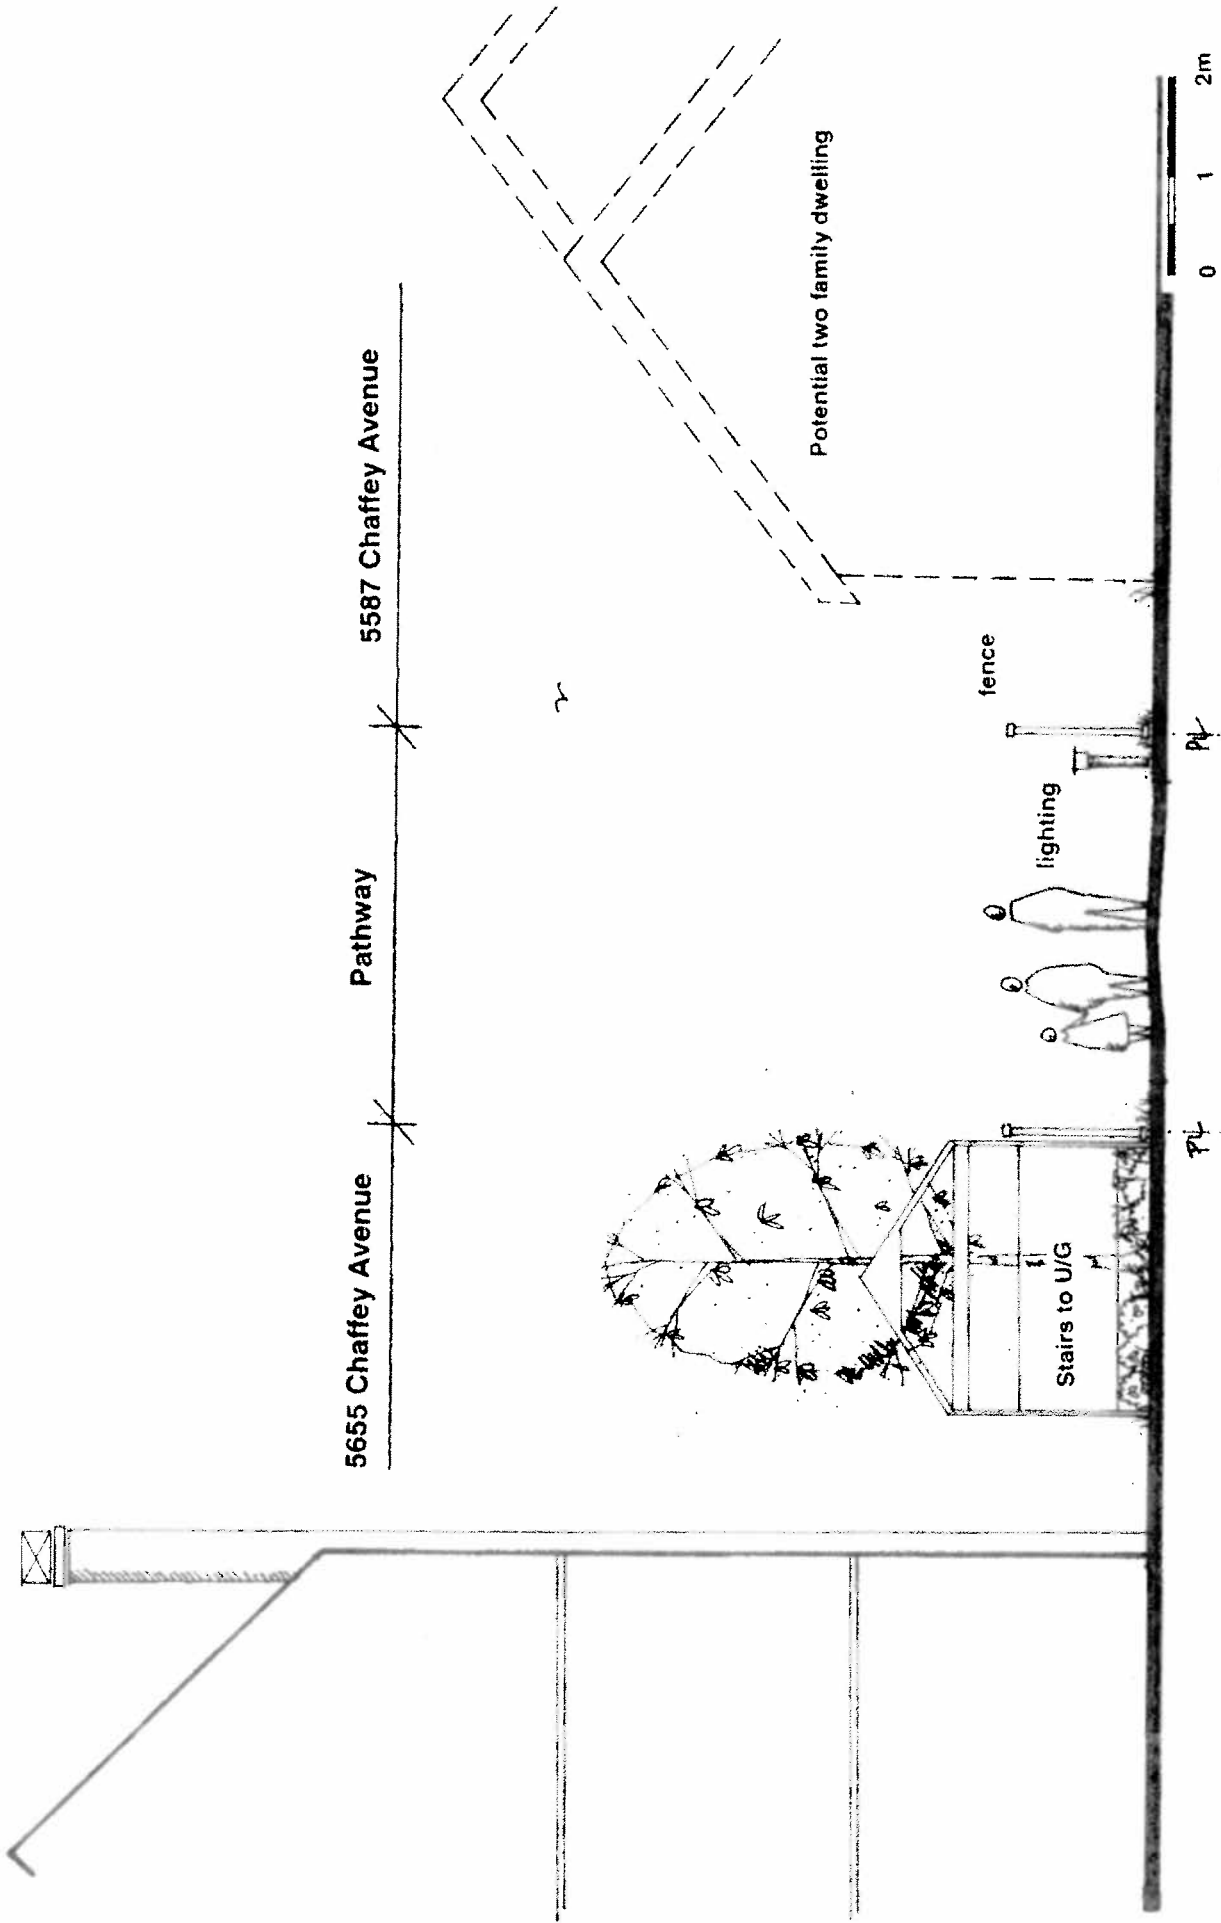 5655 Chaffey Avenue
Pathway
5587 Chaffey Avenue
Potential two family dwelling
fence
lighting
Stairs to U/G
PL
PL
0 1 2m